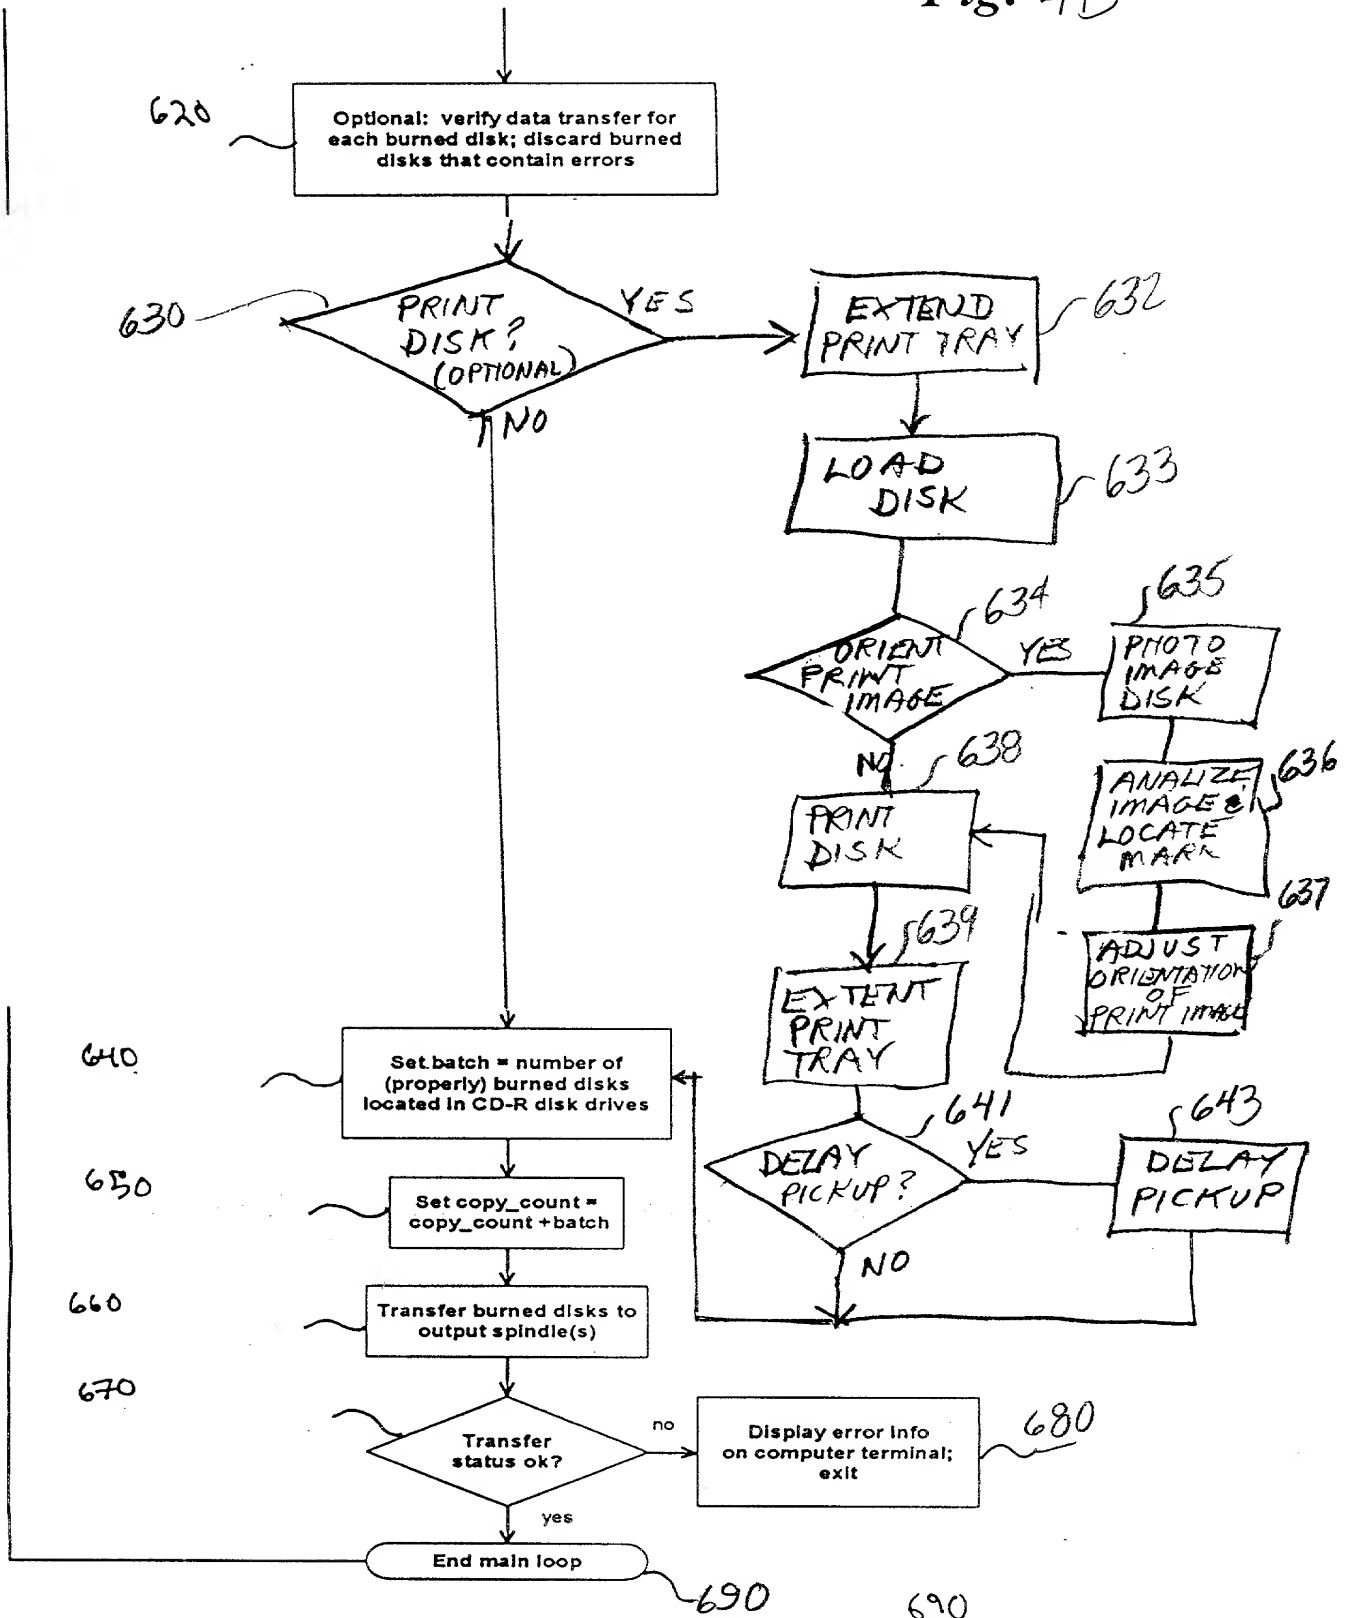 Fig. 4B
620
Optional: verify data transfer for
each burned disk; discard burned
disks that contain errors
630
PRINT
DISK?
(OPTIONAL)
YES
NO
EXTEND
PRINT TRAY
632
LOAD
DISK
633
634
ORIENT
PRINT
IMAGE
YES
NO
635
PHOTO
IMAGE
DISK
636
ANALIZE
IMAGE &
LOCATE
MARK
637
ADJUST
ORIENTATION
OF
PRINT IMAGE
638
PRINT
DISK
639
EXTENT
PRINT
TRAY
640
Set.batch = number of
(properly) burned disks
located in CD-R disk drives
641
DELAY
PICKUP?
YES
NO
643
DELAY
PICKUP
650
Set copy_count =
copy_count +batch
660
Transfer burned disks to
output spindle(s)
670
Transfer
status ok?
no
yes
Display error info
on computer terminal;
exit
680
End main loop
690
690